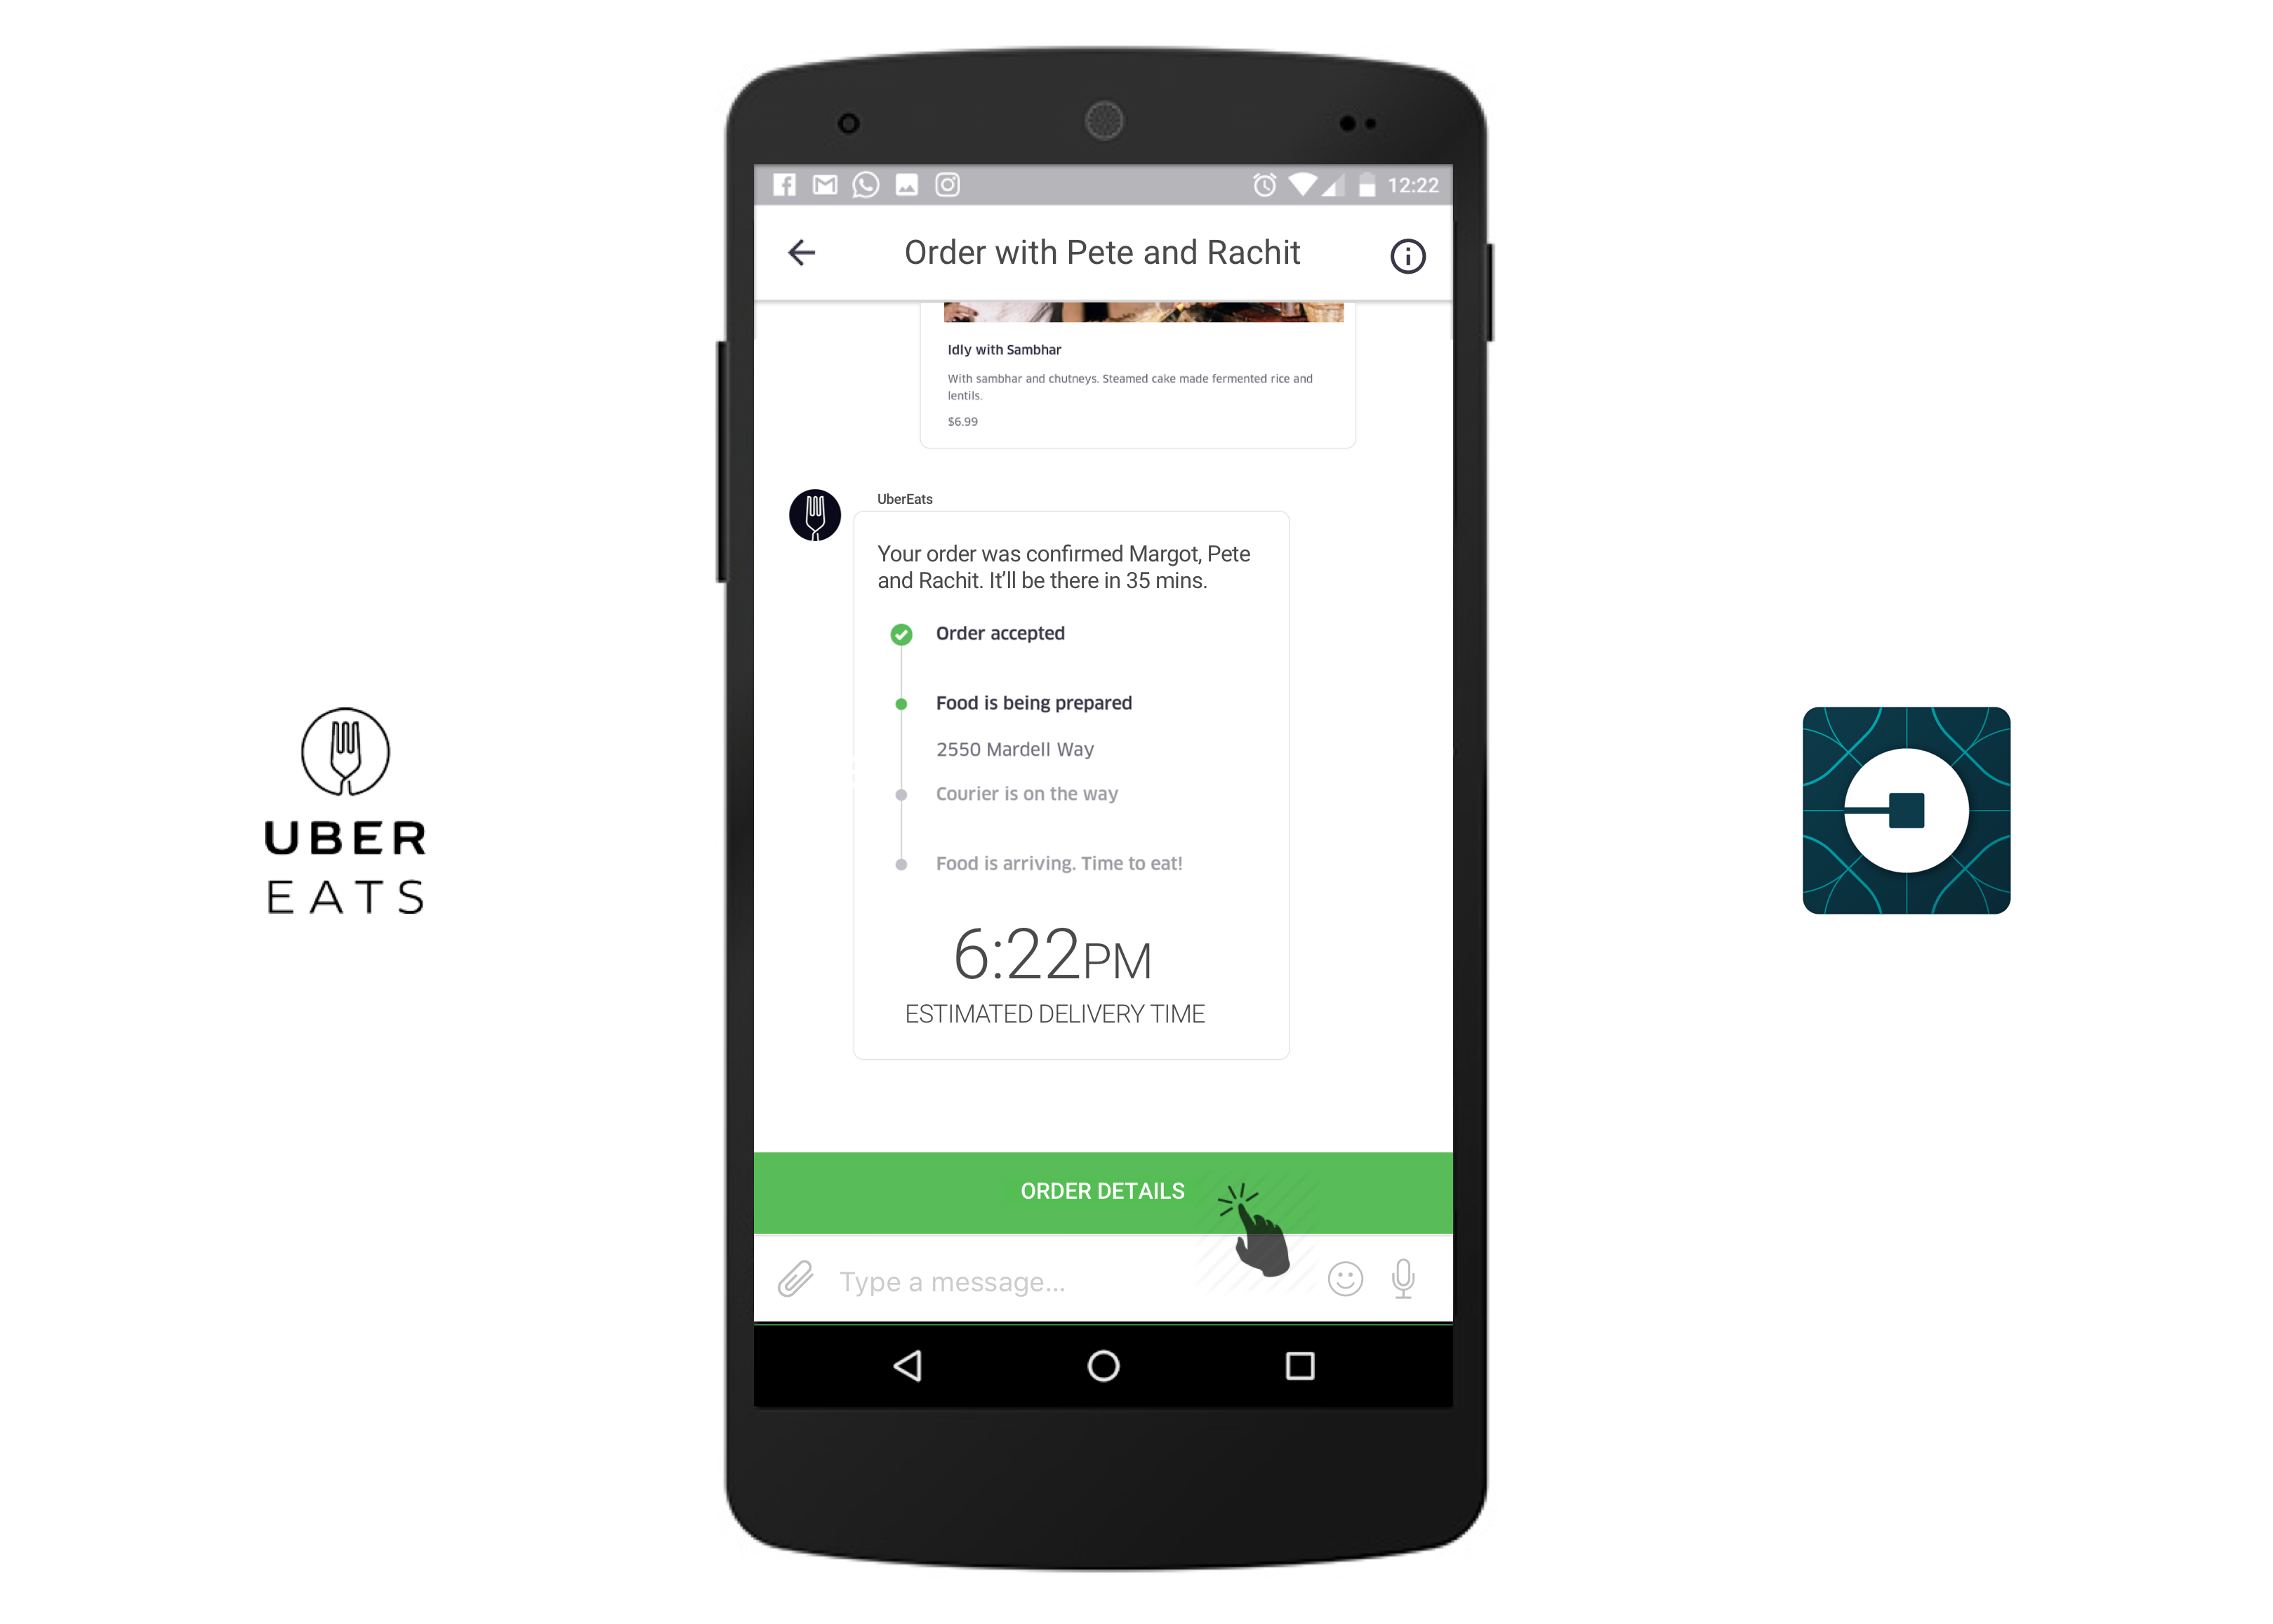 12:22
Order with Pete and Rachit
Idly with Sambhar
With sambhar and chutneys. Steamed cake made fermented rice and
lentils.
$6.99
UberEats
Your order was confirmed Margot, Pete
and Rachit. It’ll be there in 35 mins.
Order accepted
Food is being prepared
2550 Mardell Way
Courier is on the way
Food is arriving. Time to eat!
6:22PM
ESTIMATED DELIVERY TIME
ORDER DETAILS
Type a message...
UBER
EATS